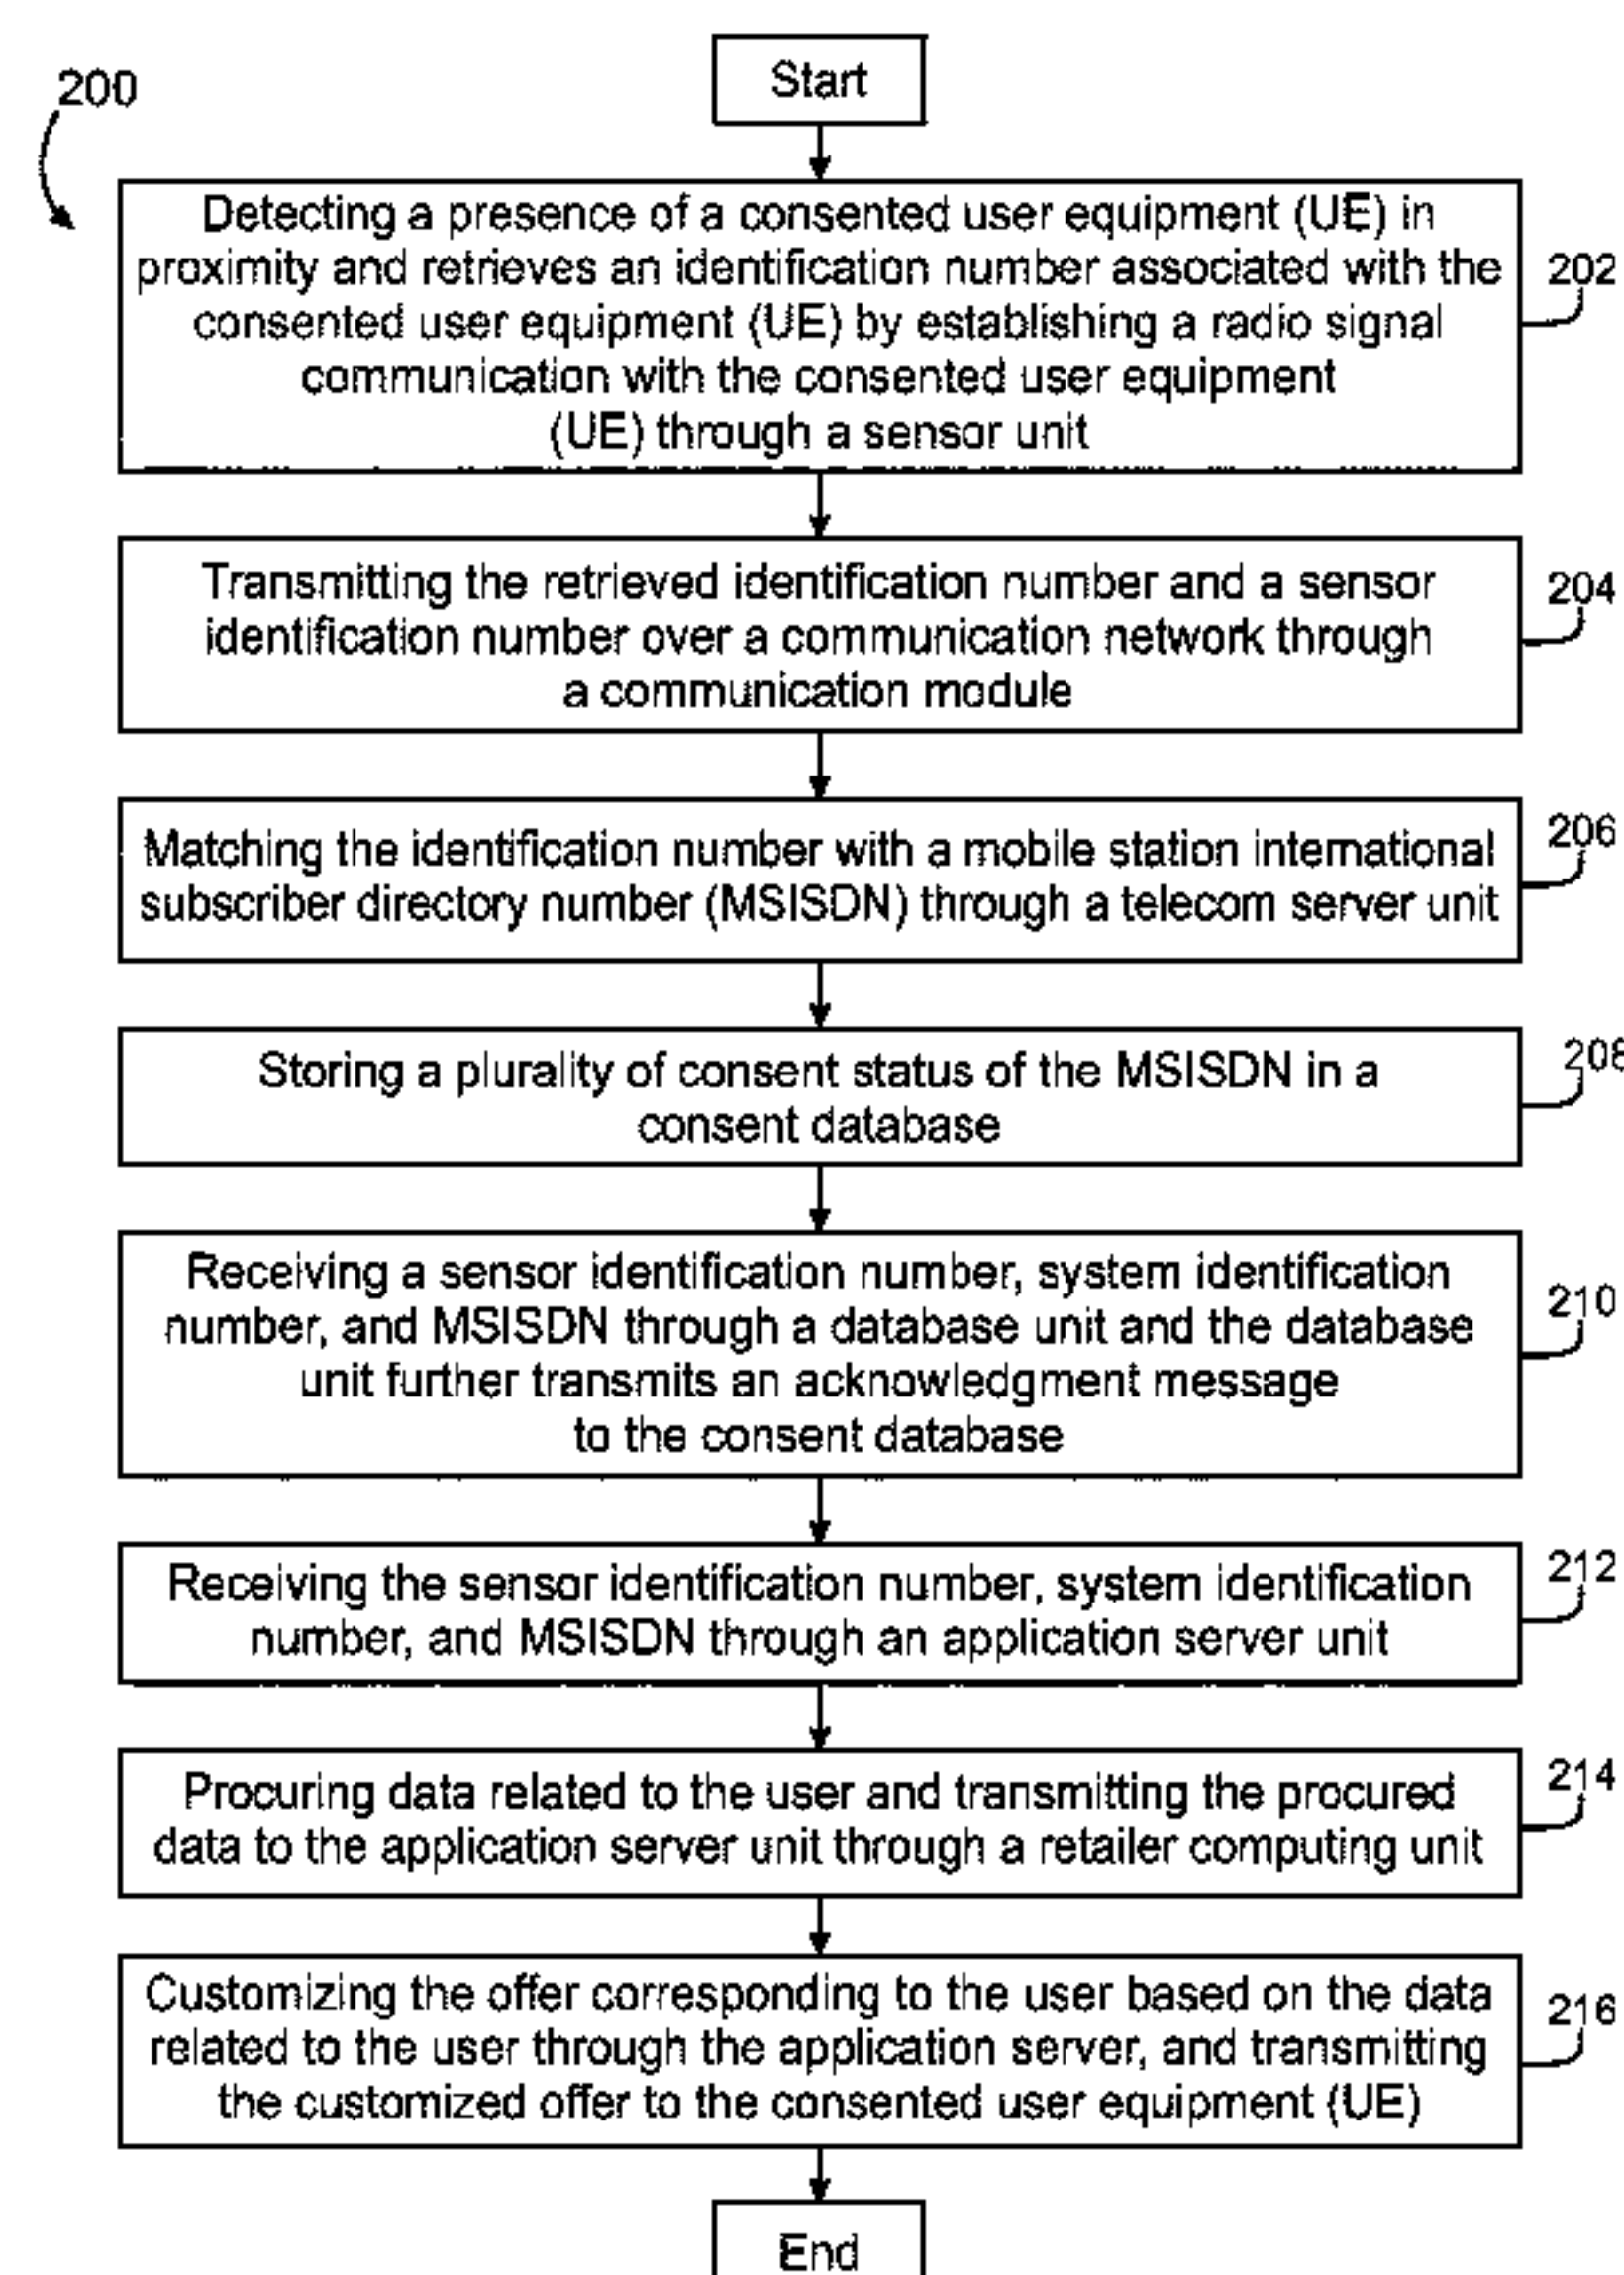 200
Start
Detecting a presence of a consented user equipment (UE) in
proximity and retrieves an identification number associated with the
consented user equipment (UE) by establishing a radio signal
communication with the consented user equipment
(UE) through a sensor unit
202
Transmitting the retrieved identification number and a sensor
identification number over a communication network through
a communication module
204
Matching the identification number with a mobile station international
subscriber directory number (MSISDN) through a telecom server unit
206
Storing a plurality of consent status of the MSISDN in a
consent database
208
Receiving a sensor identification number, system identification
number, and MSISDN through a database unit and the database
unit further transmits an acknowledgment message
to the consent database
210
Receiving the sensor identification number, system identification
number, and MSISDN through an application server unit
212
Procuring data related to the user and transmitting the procured
data to the application server unit through a retailer computing unit
214
Customizing the offer corresponding to the user based on the data
related to the user through the application server, and transmitting
the customized offer to the consented user equipment (UE)
216
End